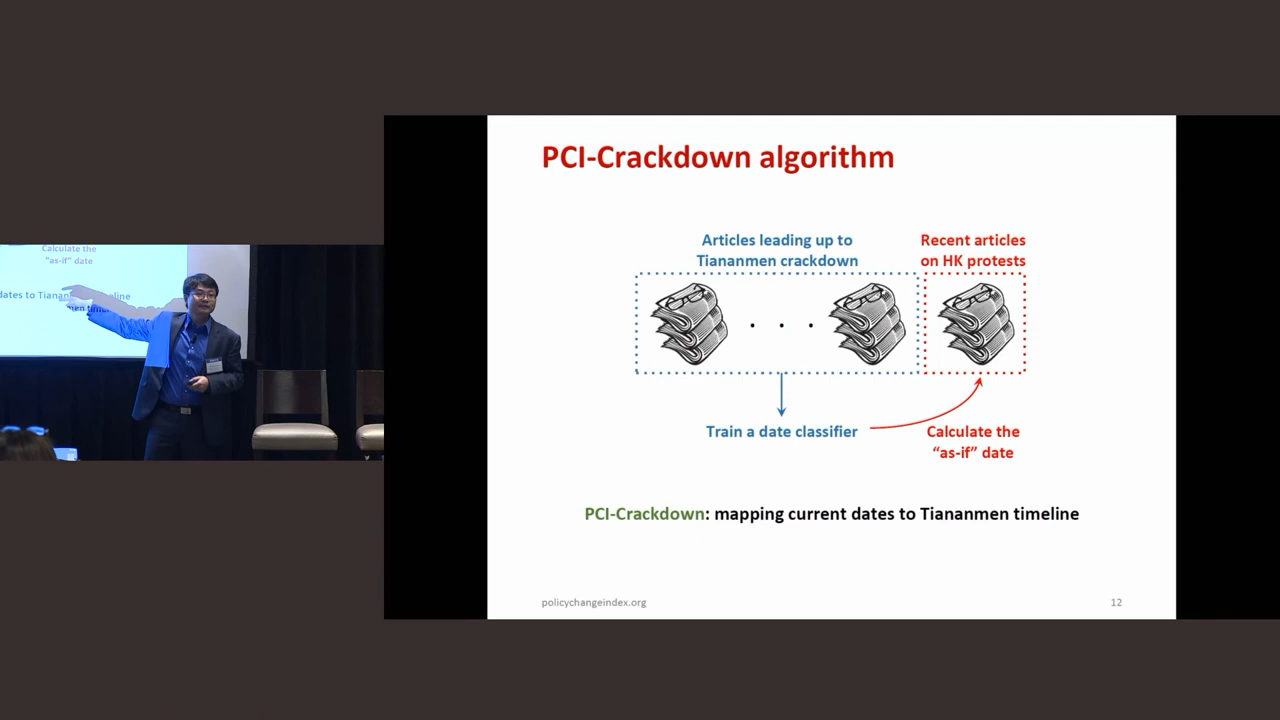 PCI-Crackdown algorithm
Articles leading up to
Tiananmen crackdown
Recent articles
on HK protests
. . .
Train a date classifier
Calculate the
“as-if” date
PCI-Crackdown: mapping current dates to Tiananmen timeline
policychangeindex.org
12
Calculate the
“as-if” date
dates to Tianan
line